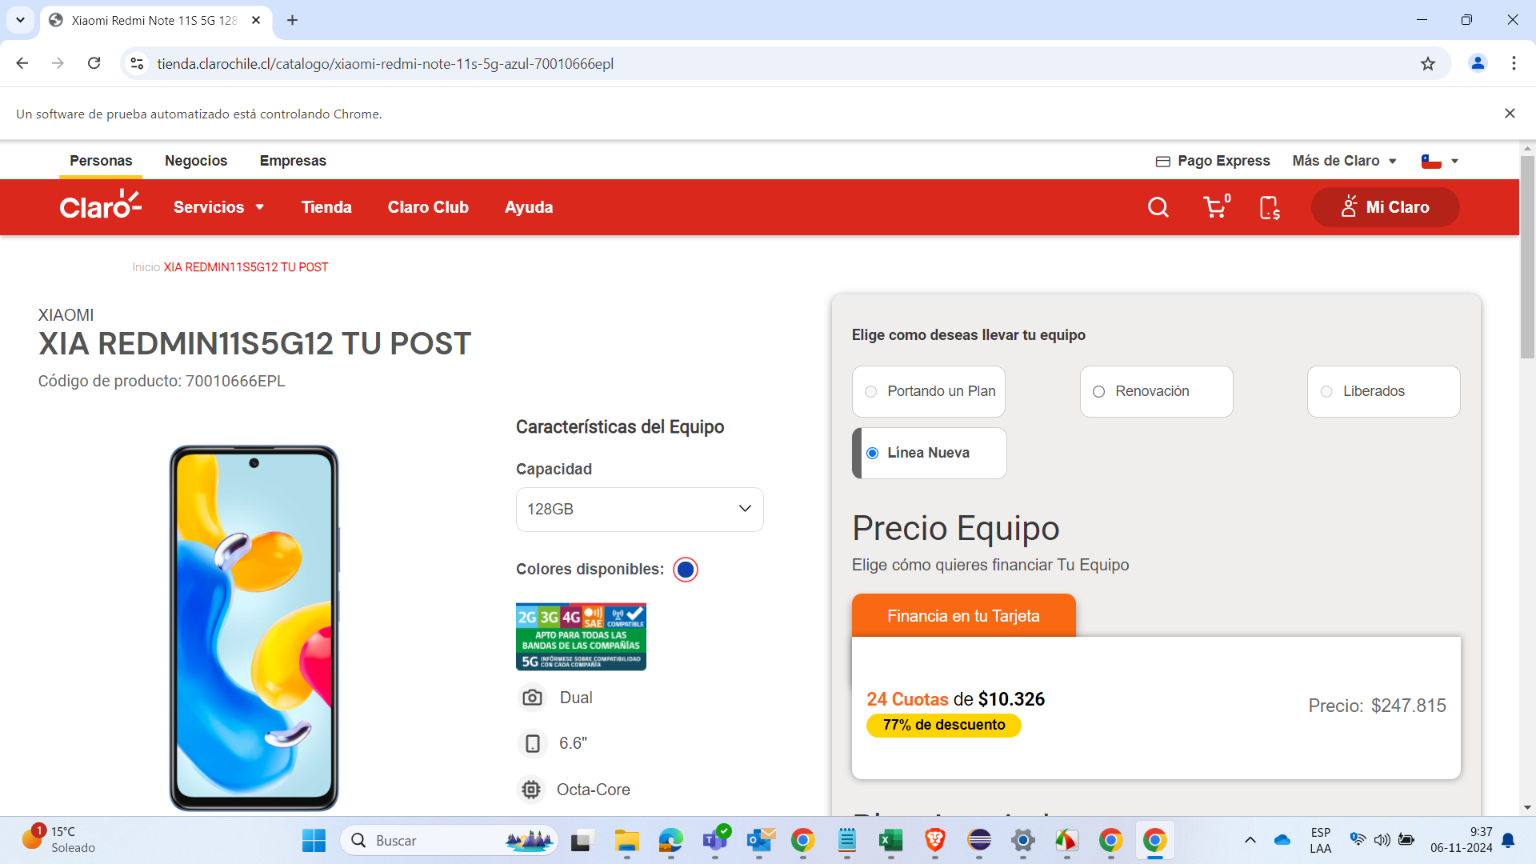 Xiaomi Redmi Note 11S 5G 128
tienda.clarochile.cl/catalogo/xiaomi-redmi-note-11s-5g-azul-70010666epl
Un software de prueba automatizado está controlando Chrome.
Personas Negocios Empresas Pago Express Más de Claro
Claro Servicios Tienda Claro Club Ayuda 0 Mi Claro
Inicio XIA REDMIN11S5G12 TU POST
XIAOMI
XIA REDMIN11S5G12 TU POST
Código de producto: 70010666EPL
Características del Equipo
Capacidad
128GB
Colores disponibles:
2G 3G 4G SAE COMPATIBLE
APTO PARA TODAS LAS
BANDAS DE LAS COMPAÑÍAS
5G INFÓRMESE SOBRE COMPATIBILIDAD
CON CADA COMPAÑÍA
Dual
6.6"
Octa-Core
Elige como deseas llevar tu equipo
Portando un Plan Renovación Liberados
Línea Nueva
Precio Equipo
Elige cómo quieres financiar Tu Equipo
Financia en tu Tarjeta
24 Cuotas de $10.326
77% de descuento
Precio: $247.815
1
15°C
Soleado
Buscar
ESP
LAA
9:37
06-11-2024